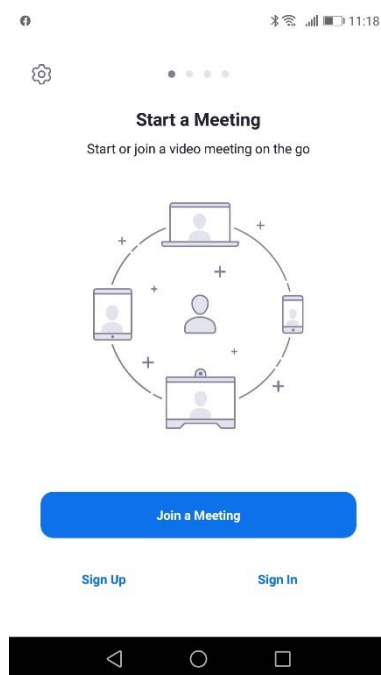 11:18
Start a Meeting
Start or join a video meeting on the go
Join a Meeting
Sign Up
Sign In